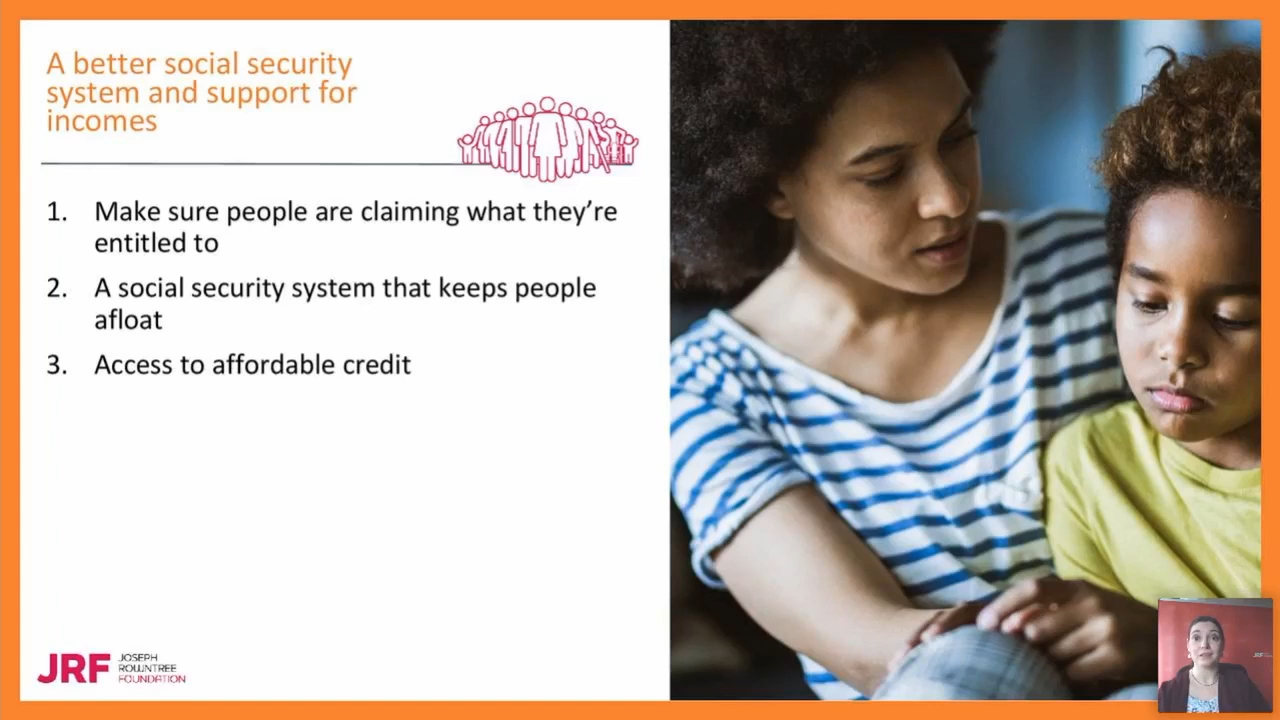 A better social security
system and support for
incomes
1. Make sure people are claiming what they’re
entitled to
2. A social security system that keeps people
afloat
3. Access to affordable credit
JRF
JOSEPH
ROWNTREE
FOUNDATION
JRF